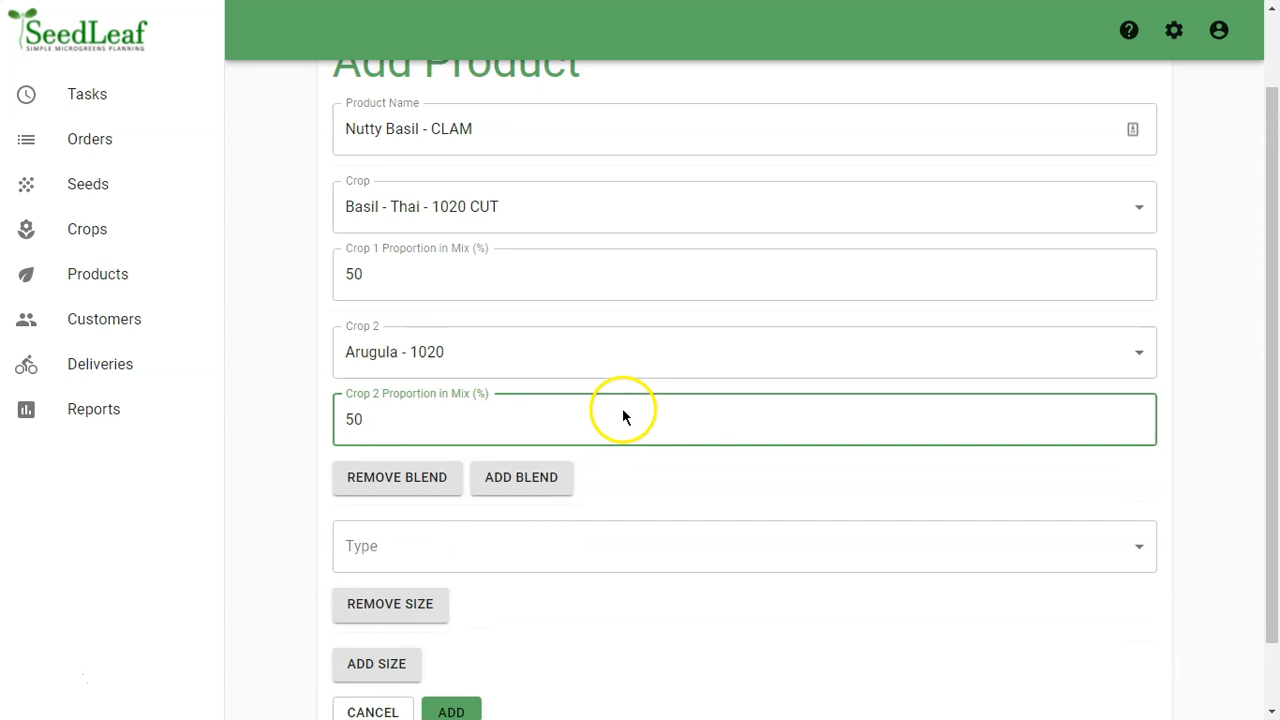 SeedLeaf
SIMPLE MICROGREENS PLANNING
Tasks
Orders
Seeds
Crops
Products
Customers
Deliveries
Reports
Add Product
Product Name
Nutty Basil - CLAM
Crop
Basil - Thai - 1020 CUT
Crop 1 Proportion in Mix (%)
50
Crop 2
Arugula - 1020
Crop 2 Proportion in Mix (%)
50
REMOVE BLEND ADD BLEND
Type
REMOVE SIZE
ADD SIZE
CANCEL ADD